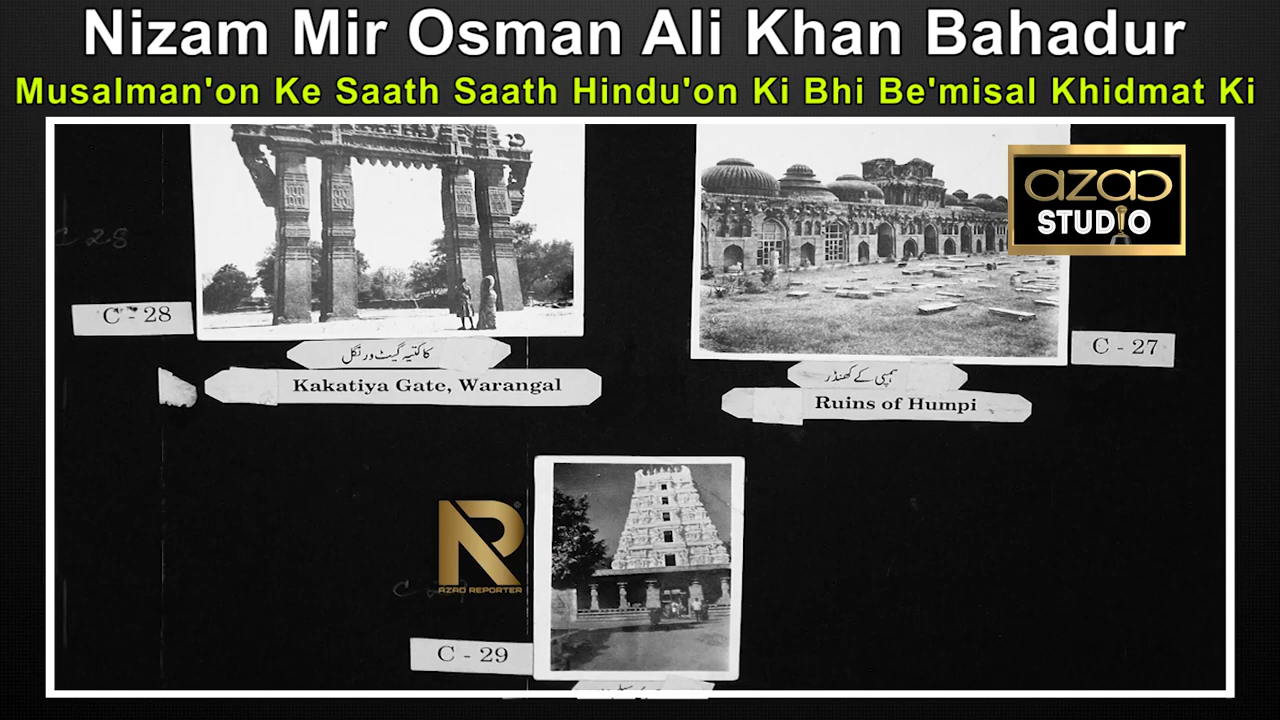 Nizam Mir Osman Ali Khan Bahadur
Musalman'on Ke Saath Saath Hindu'on Ki Bhi Be'misal Khidmat Ki
azad
STUDIO
C 28
C - 28
کاکتیہ گیٹ ورنگل
Kakatiya Gate, Warangal
C - 27
ہمپی کے کھنڈر
Ruins of Humpi
R
AZAD REPORTER
C - 29